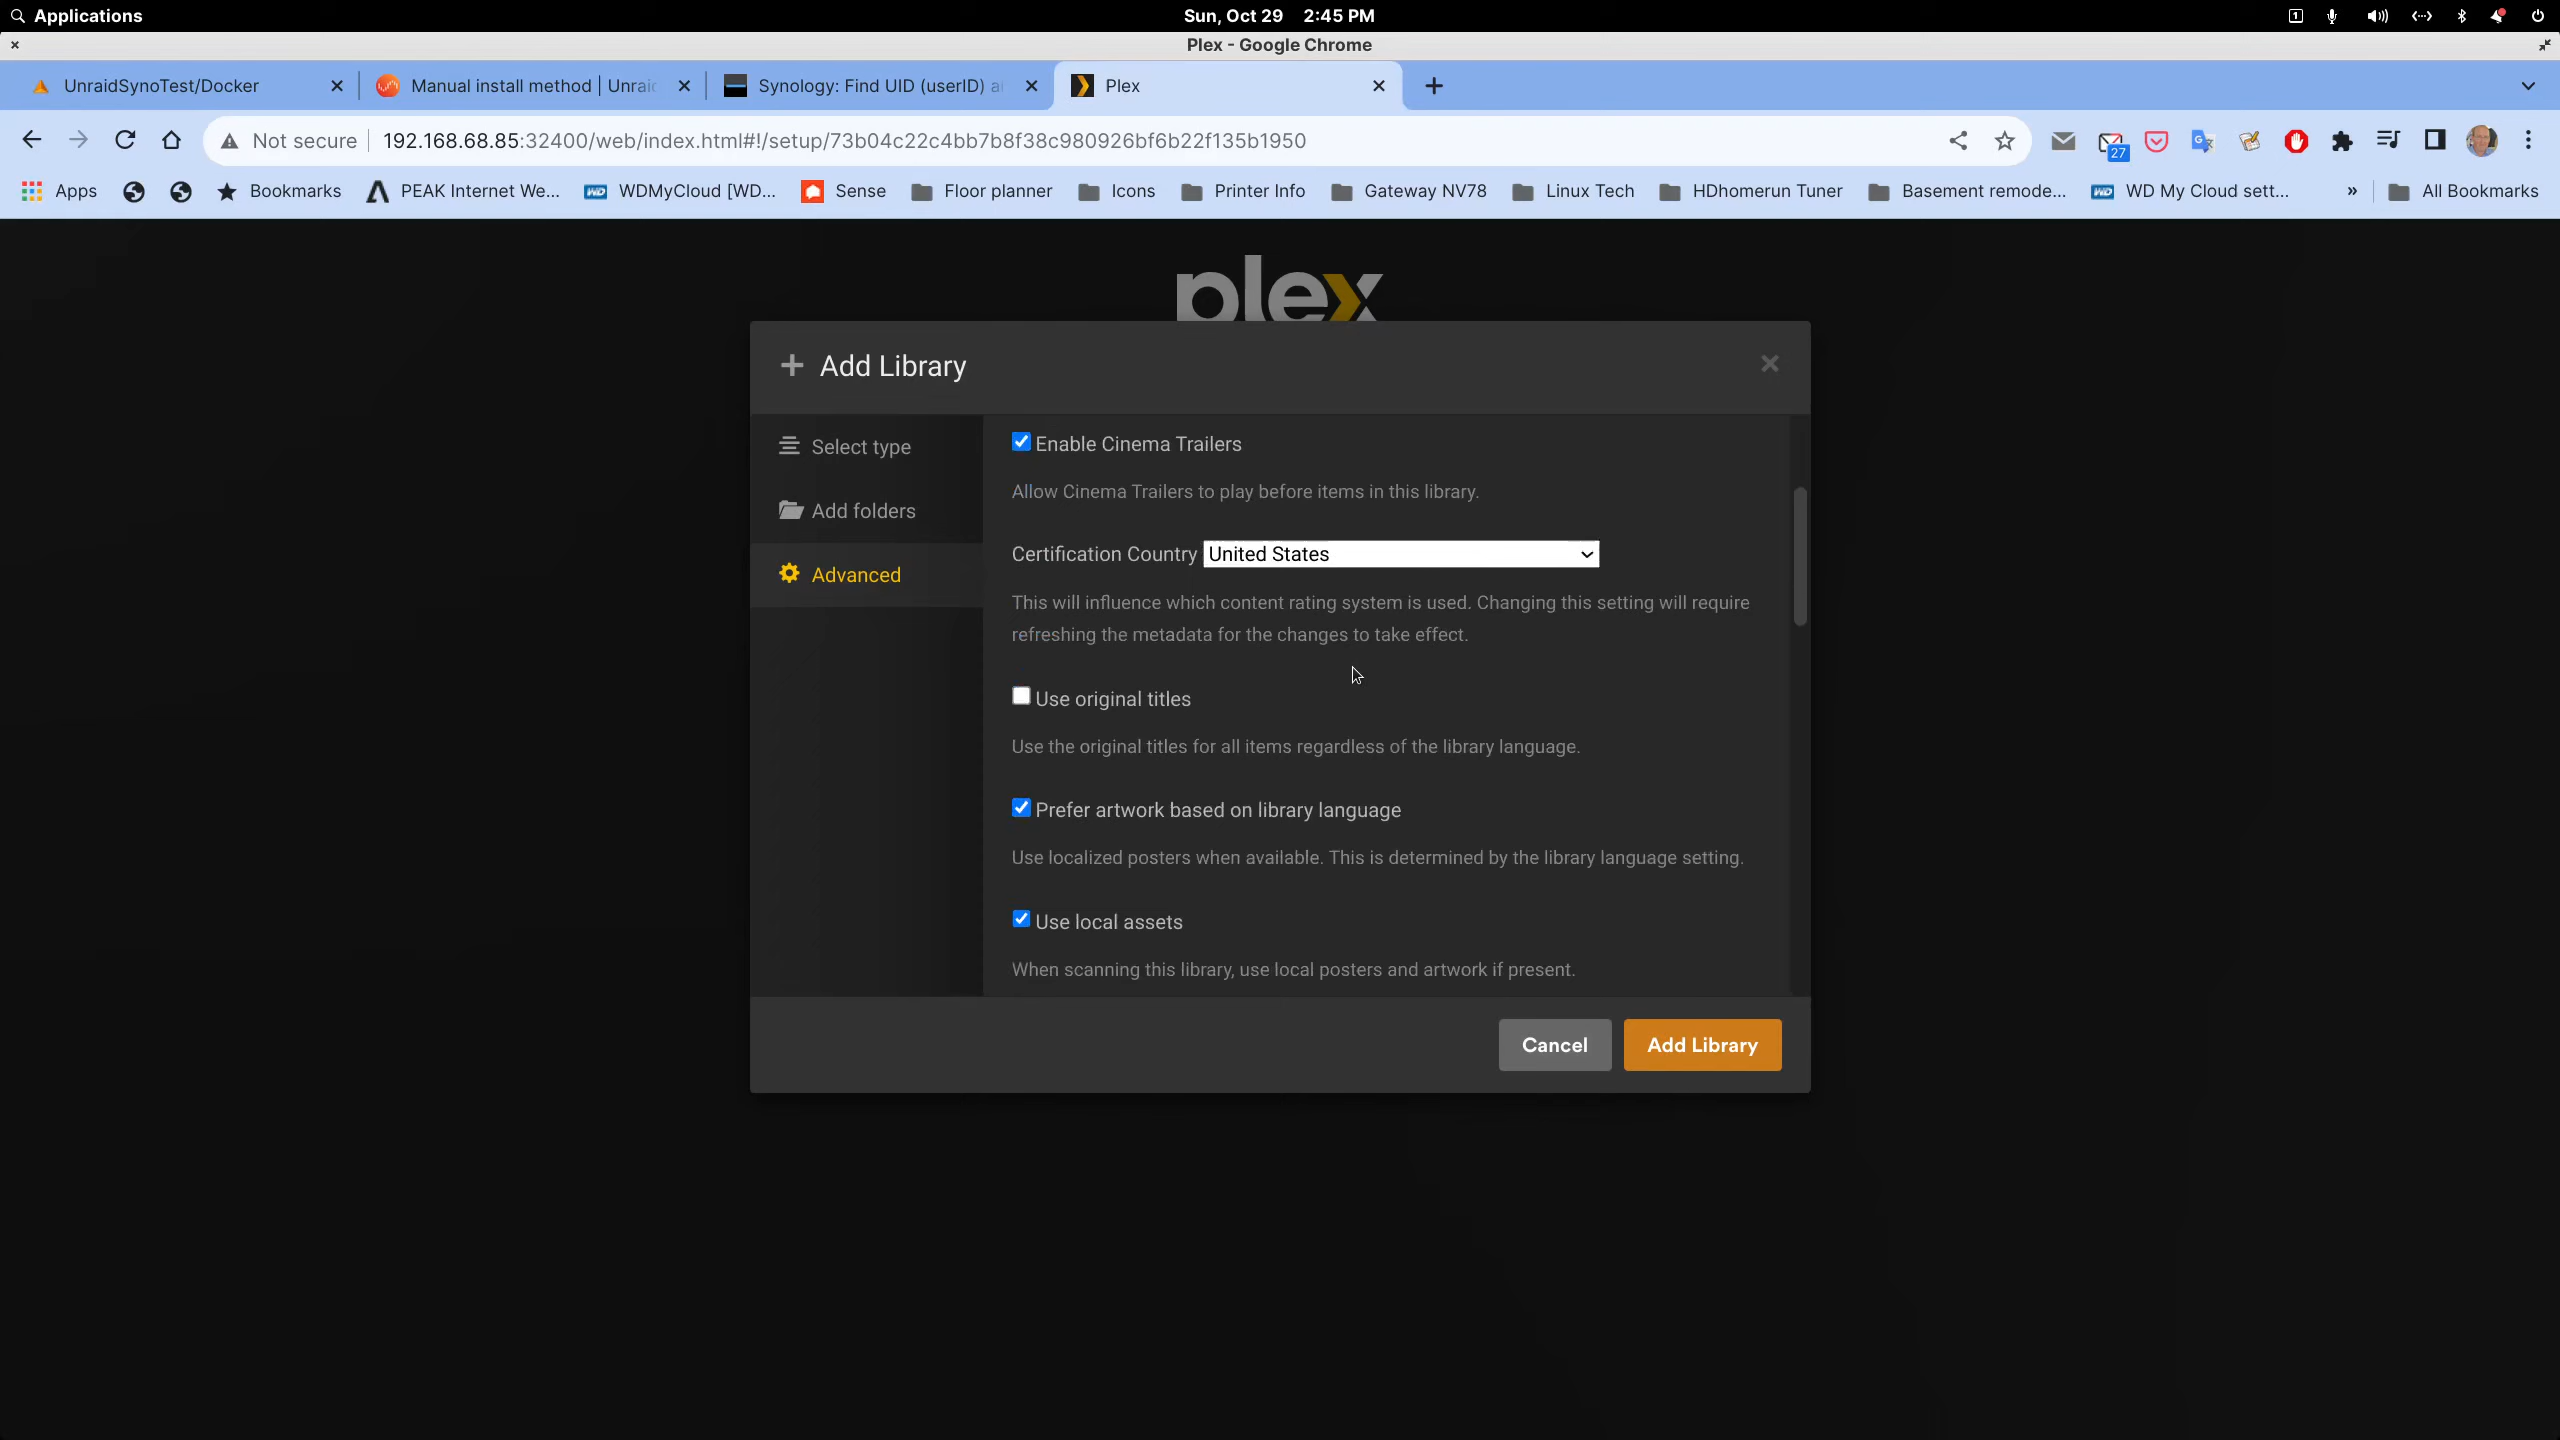 Applications
Sun, Oct 29 2:45 PM
1
Plex - Google Chrome
UnraidSynoTest/Docker
Manual install method | Unraid
Synology: Find UID (userID) a
Plex
Not secure
192.168.68.85:32400/web/index.html#!/setup/73b04c22c4bb7b8f38c980926bf6b22f135b1950
27
Apps
Bookmarks
PEAK Internet We...
WDMyCloud [WD...
Sense
Floor planner
Icons
Printer Info
Gateway NV78
Linux Tech
HDhomerun Tuner
Basement remode...
WD My Cloud sett...
»
All Bookmarks
plex
Add Library
Select type
Add folders
Advanced
Enable Cinema Trailers
Allow Cinema Trailers to play before items in this library.
Certification Country United States
This will influence which content rating system is used. Changing this setting will require
refreshing the metadata for the changes to take effect.
Use original titles
Use the original titles for all items regardless of the library language.
Prefer artwork based on library language
Use localized posters when available. This is determined by the library language setting.
Use local assets
When scanning this library, use local posters and artwork if present.
Cancel
Add Library